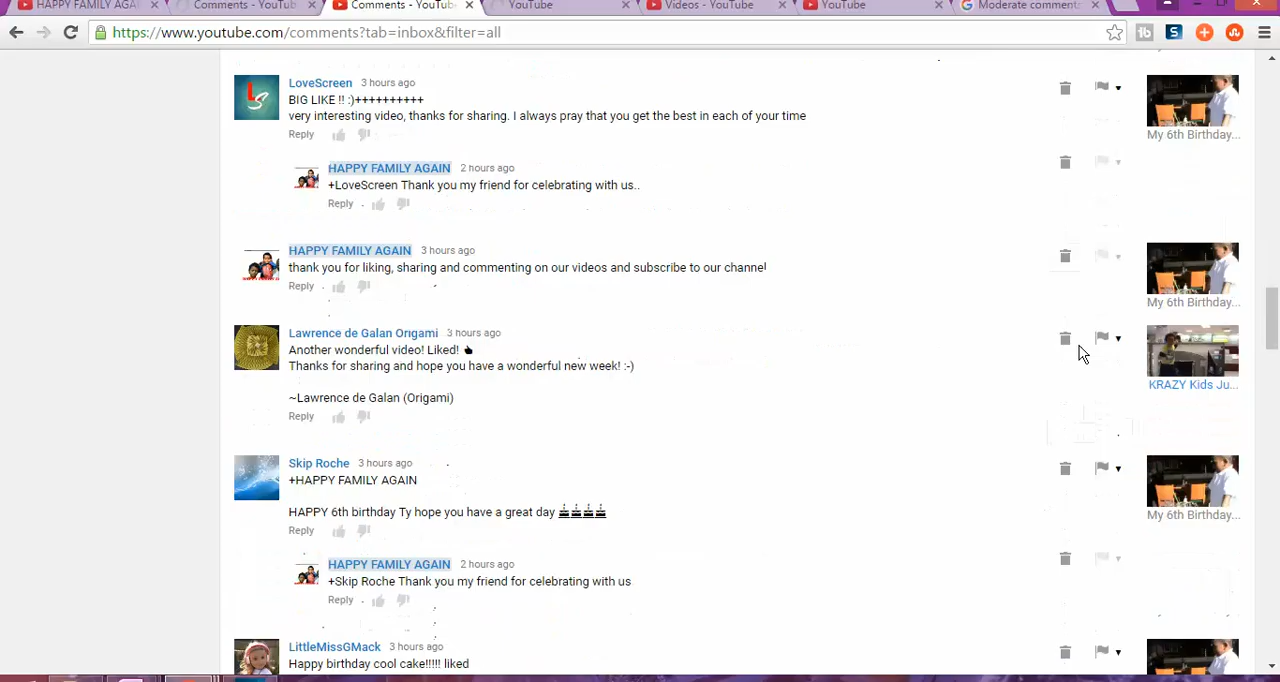 HAPPY FAMILY AGA
Comments - YouTub
Comments - YouTub
YouTube
Videos - YouTube
YouTube
Moderate comment
https://www.youtube.com/comments?tab=inbox&filter=all
LoveScreen 3 hours ago
BIG LIKE !! :)++++++++++
very interesting video, thanks for sharing. I always pray that you get the best in each of your time
Reply
My 6th Birthday...
HAPPY FAMILY AGAIN 2 hours ago
+LoveScreen Thank you my friend for celebrating with us..
Reply
HAPPY FAMILY AGAIN 3 hours ago
thank you for liking, sharing and commenting on our videos and subscribe to our channel
Reply
My 6th Birthday...
Lawrence de Galan Origami 3 hours ago
Another wonderful video! Liked!
Thanks for sharing and hope you have a wonderful new week! :-)
KRAZY Kids Ju...
~Lawrence de Galan (Origami)
Reply
Skip Roche 3 hours ago
+HAPPY FAMILY AGAIN
HAPPY 6th birthday Ty hope you have a great day
My 6th Birthday...
Reply
HAPPY FAMILY AGAIN 2 hours ago
+Skip Roche Thank you my friend for celebrating with us
Reply
LittleMissGMack 3 hours ago
Happy birthday cool cake!!!!! liked